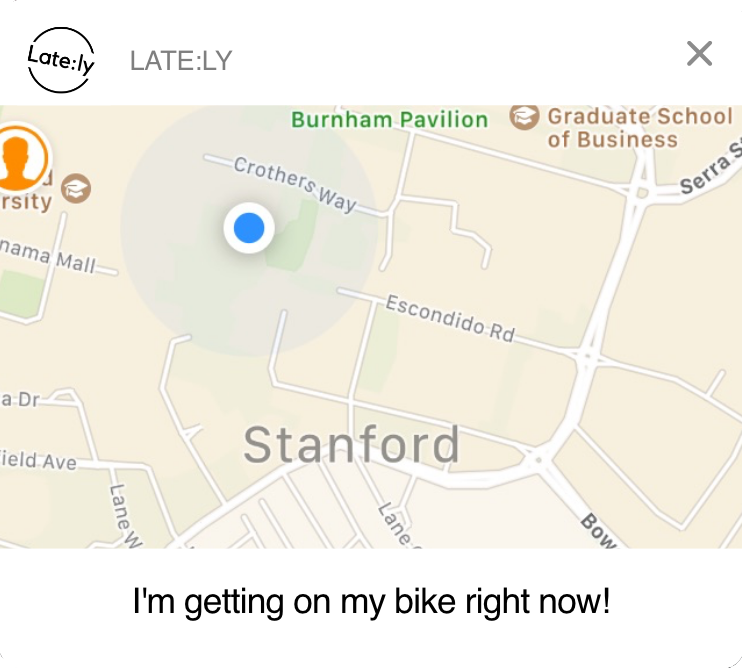 Late:ly
LATE:LY
Burnham Pavilion
Graduate School
of Business
Serra S
Crothers Way
d
rsity
nama Mall
Escondido Rd
a Dr
Stanford
ield Ave
Lane W
Lane
Bow
I'm getting on my bike right now!